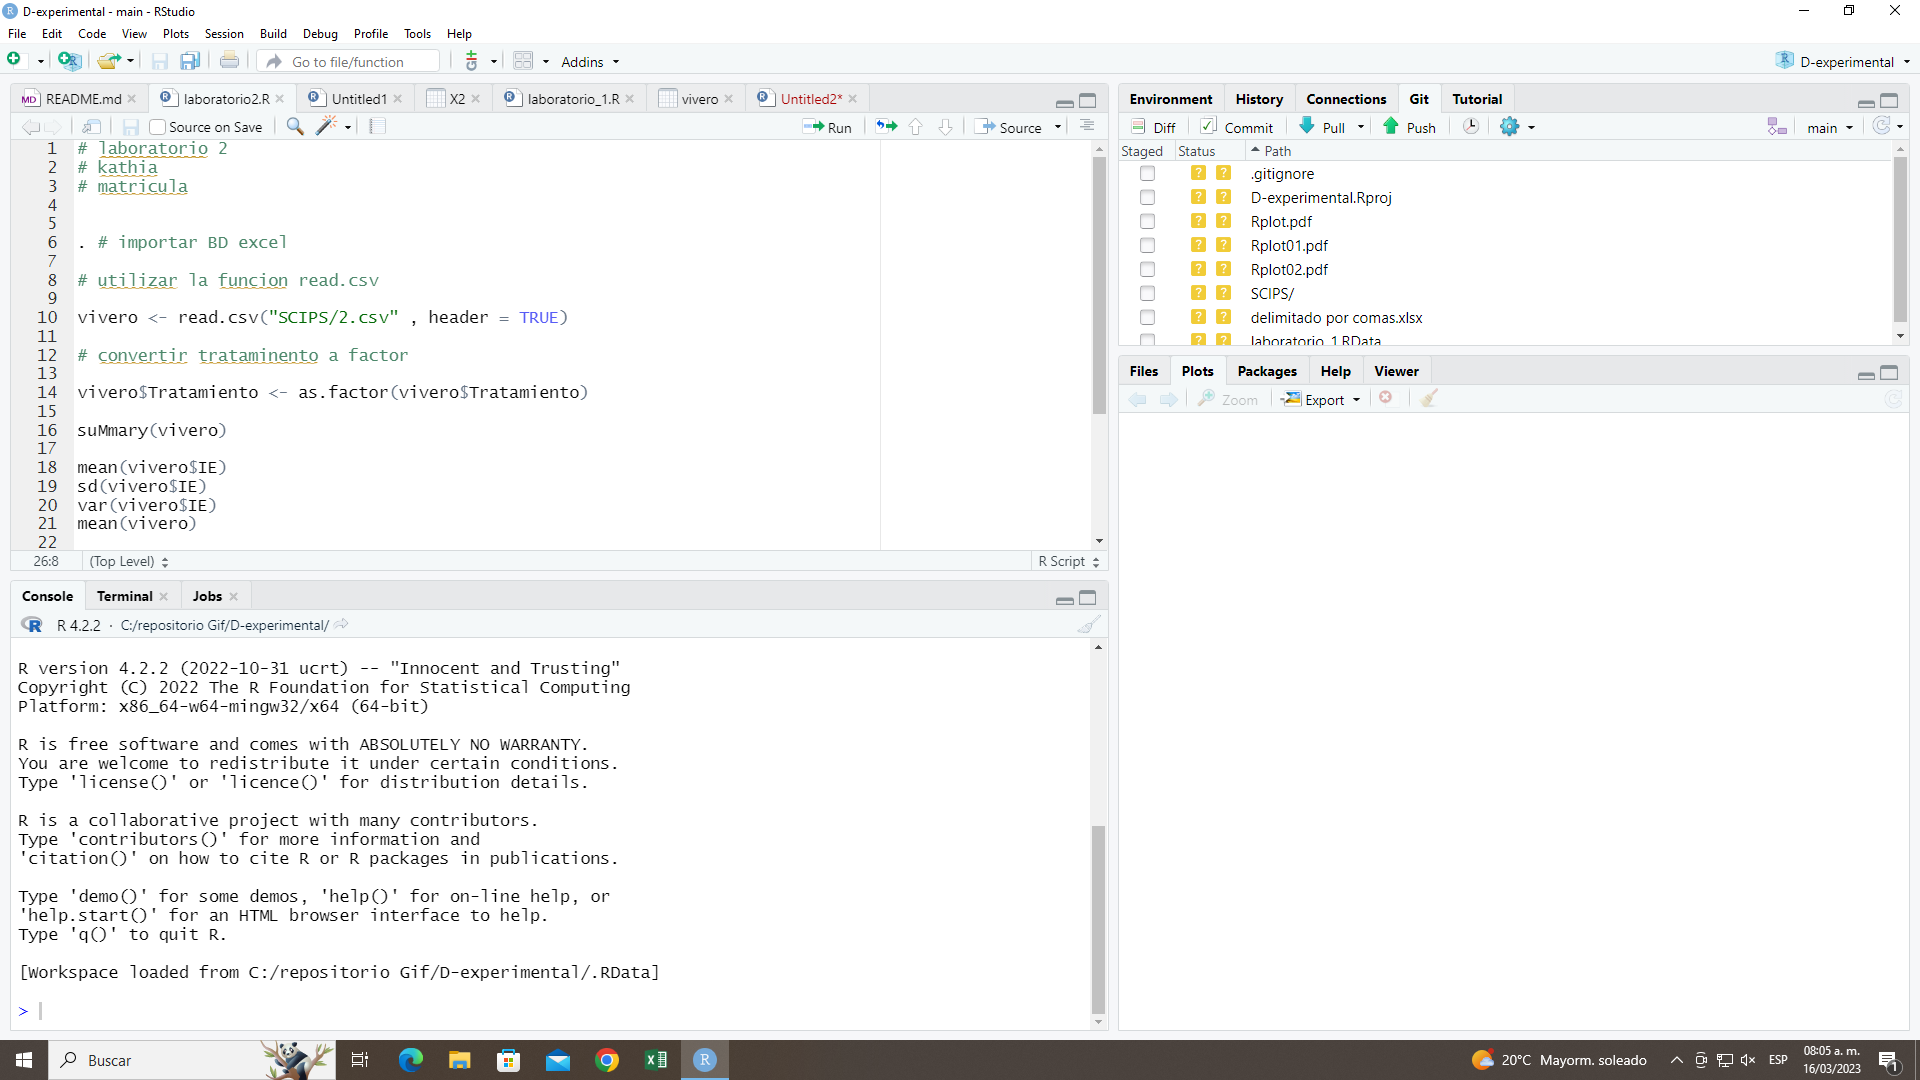 D-experimental - main - RStudio
File Edit Code View Plots Session Build Debug Profile Tools Help
Go to file/function Addins D-experimental
README.md laboratorio2.R Untitled1 X2 laboratorio_1.R vivero Untitled2*
Source on Save Run Source
1 # laboratorio 2
2 # kathia
3 # matricula
4
5
6 . # importar BD excel
7
8 # utilizar la funcion read.csv
9
10 vivero <- read.csv("SCIPS/2.csv" , header = TRUE)
11
12 # convertir trataminento a factor
13
14 vivero$Tratamiento <- as.factor(vivero$Tratamiento)
15
16 suMmary(vivero)
17
18 mean(vivero$IE)
19 sd(vivero$IE)
20 var(vivero$IE)
21 mean(vivero)
22
26:8 (Top Level) R Script
Console Terminal Jobs
R 4.2.2 · C:/repositorio Gif/D-experimental/
R version 4.2.2 (2022-10-31 ucrt) -- "Innocent and Trusting"
Copyright (C) 2022 The R Foundation for Statistical Computing
Platform: x86_64-w64-mingw32/x64 (64-bit)
R is free software and comes with ABSOLUTELY NO WARRANTY.
You are welcome to redistribute it under certain conditions.
Type 'license()' or 'licence()' for distribution details.
R is a collaborative project with many contributors.
Type 'contributors()' for more information and
'citation()' on how to cite R or R packages in publications.
Type 'demo()' for some demos, 'help()' for on-line help, or
'help.start()' for an HTML browser interface to help.
Type 'q()' to quit R.
[Workspace loaded from C:/repositorio Gif/D-experimental/.RData]
>
Environment History Connections Git Tutorial
Diff Commit Pull Push main
Staged Status Path
.gitignore
D-experimental.Rproj
Rplot.pdf
Rplot01.pdf
Rplot02.pdf
SCIPS/
delimitado por comas.xlsx
laboratorio_1.RData
Files Plots Packages Help Viewer
Zoom Export
Buscar
20°C Mayorm. soleado ESP 08:05 a. m.
16/03/2023
1